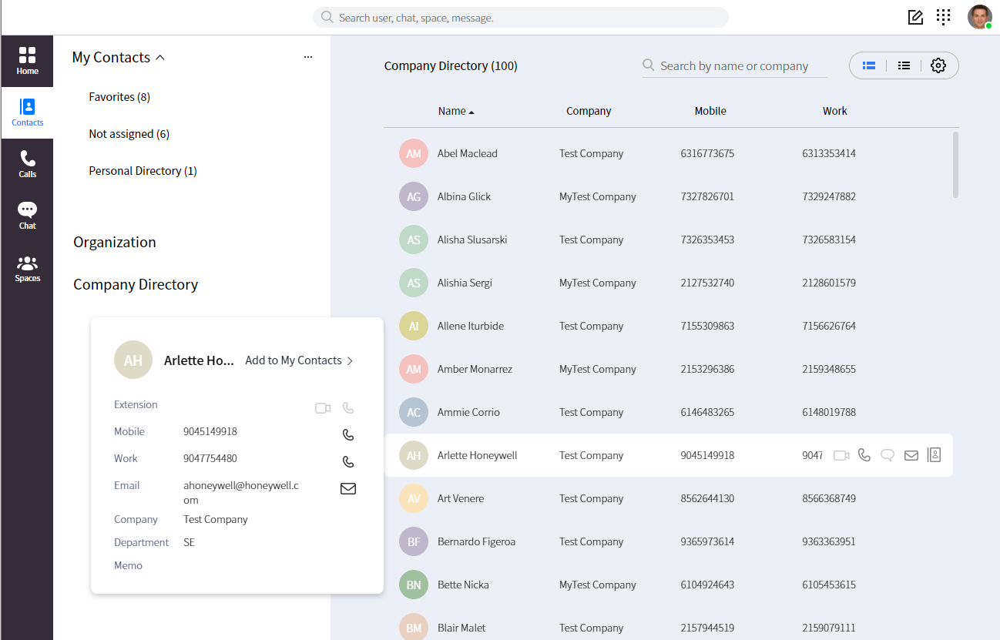 Search user, chat, space, message.
Home
Contacts
Calls
Chat
Spaces
My Contacts
...
Favorites (8)
Not assigned (6)
Personal Directory (1)
Organization
Company Directory
AH Arlette Ho... Add to My Contacts
Extension
Mobile 9045149918
Work 9047754480
Email ahoneywell@honeywell.c
om
Company Test Company
Department SE
Memo
Company Directory (100)
Search by name or company
Name Company Mobile Work
AM Abel Maclead Test Company 6316773675 6313353414
AG Albina Glick MyTest Company 7327826701 7329247882
AS Alisha Slusarski Test Company 7326353453 7326583154
AS Alishia Sergi MyTest Company 2127532740 2128601579
AI Allene Iturbide Test Company 7155309863 7156626764
AM Amber Monarrez MyTest Company 2153296386 2159348655
AC Ammie Corrio Test Company 6146483265 6148019788
AH Arlette Honeywell Test Company 9045149918 9047
AV Art Venere Test Company 8562644130 8566368749
BF Bernardo Figeroa Test Company 9365973614 9363363951
BN Bette Nicka MyTest Company 6104924643 6105453615
BM Blair Malet Test Company 2157944519 2159079111